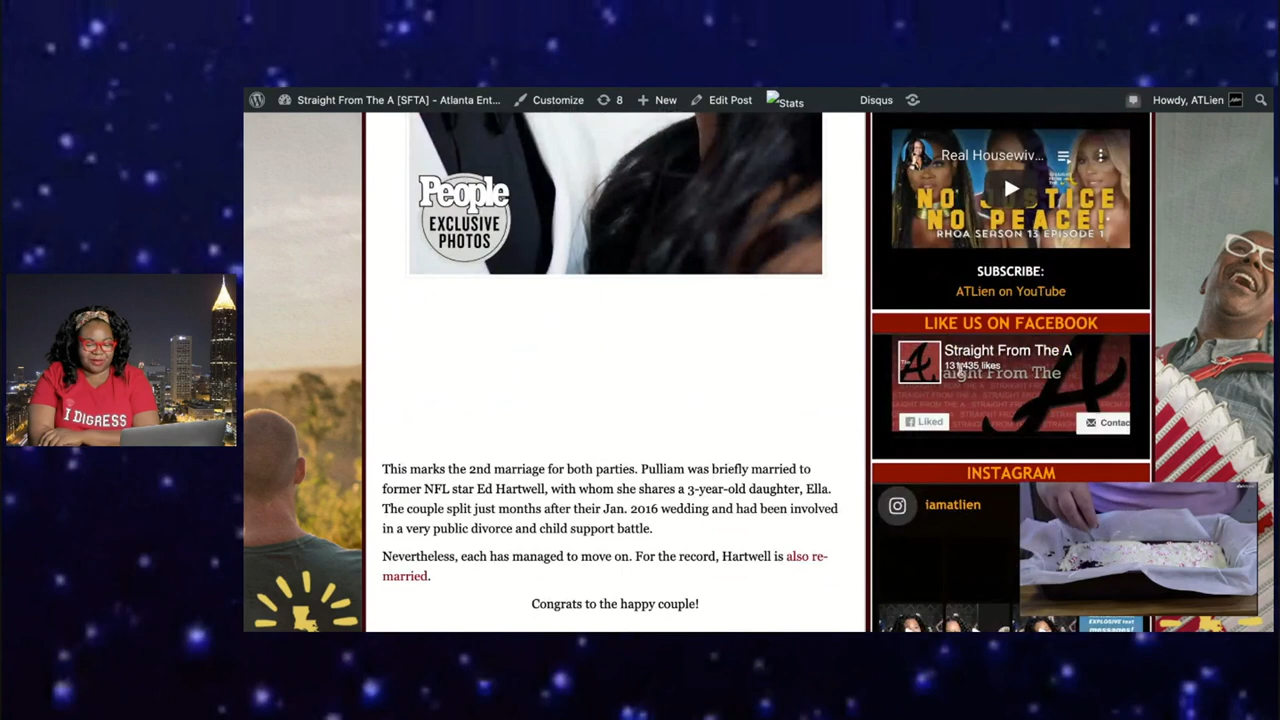 Straight From The A [SFTA] – Atlanta Ent...
Customize
8
New
Edit Post
Stats
Disqus
Howdy, ATLien
People
EXCLUSIVE
PHOTOS
This marks the 2nd marriage for both parties. Pulliam was briefly married to
former NFL star Ed Hartwell, with whom she shares a 3-year-old daughter, Ella.
The couple split just months after their Jan. 2016 wedding and had been involved
in a very public divorce and child support battle.
Nevertheless, each has managed to move on. For the record, Hartwell is also re-
married.
Congrats to the happy couple!
Real Housewiv...
NO JUSTICE
NO PEACE!
RHOA SEASON 13 EPISODE 1
SUBSCRIBE:
ATLien on YouTube
LIKE US ON FACEBOOK
Straight From The A
131,435 likes
Liked
Contac
INSTAGRAM
iamatlien
EXPLOSIVE text
messages!
I DIGRESS